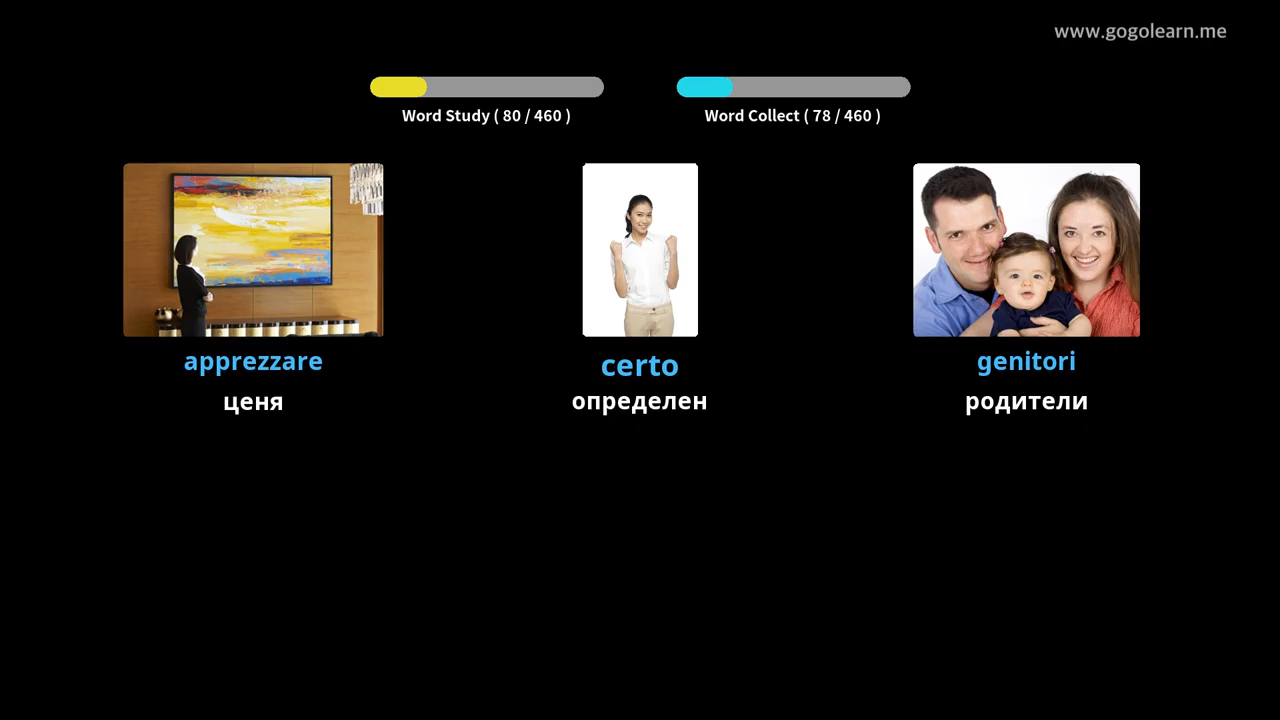 www.gogolearn.me
Word Study ( 80 / 460 )
Word Collect ( 78 / 460 )
apprezzare
certo
genitori
ценя
определен
родители